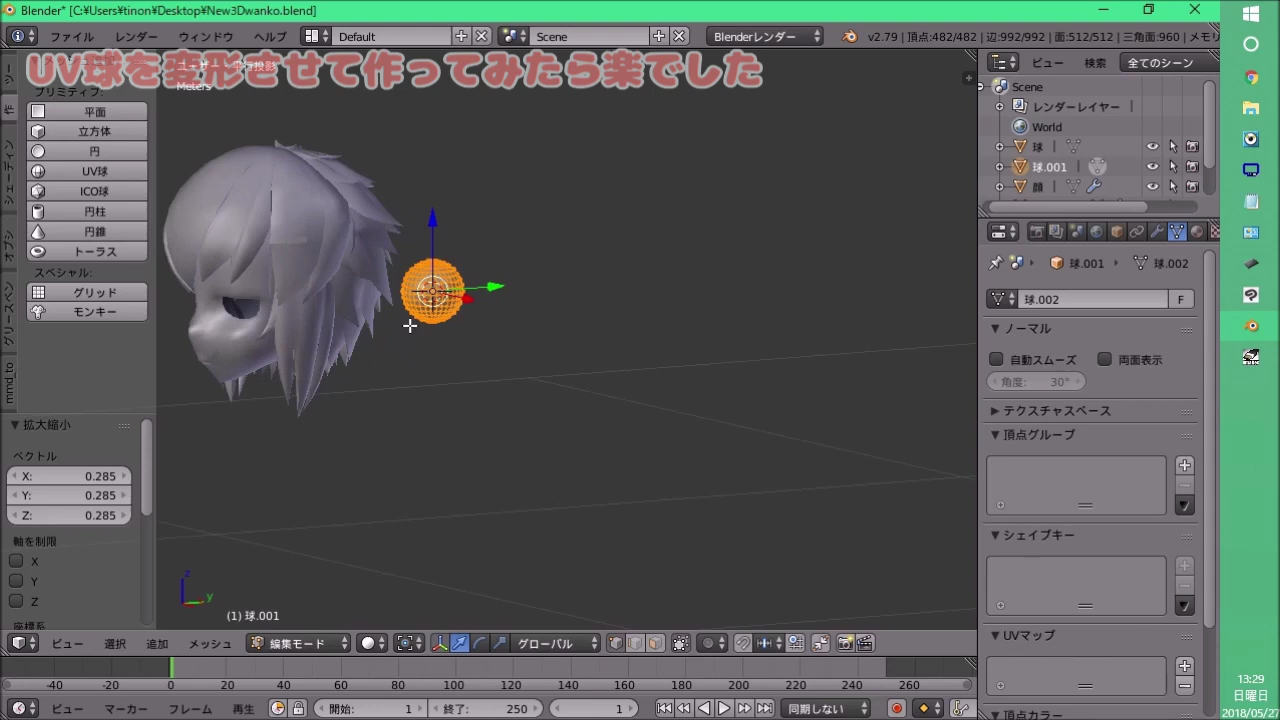 Blender* [C:¥Users¥tinon¥Desktop¥New3Dwanko.blend]
ファイル レンダー ウィンドウ ヘルプ Default Scene Blenderレンダー v2.79 | 頂点:482/482 | 辺:992/992 | 面:512/512 | 三角面:960 | メモリ
UV球を変形させて作ってみたら楽でした
Meters
プリミティブ:
平面
立方体
円
UV球
ICO球
円柱
円錐
トーラス
スペシャル:
グリッド
モンキー
mmd_to
▼拡大縮小
ベクトル
X: 0.285
Y: 0.285
Z: 0.285
軸を制限
X
Y
Z
座標系
z
y
(1) 球.001
ビュー 選択 追加 メッシュ 編集モード グローバル
-40 -20 0 20 40 60 80 100 120 140 160 180 200 220 240 260
ビュー マーカー フレーム 再生 開始: 1 終了: 250 1 同期しない
ビュー 検索 全てのシーン
Scene
レンダーレイヤー
World
球
球.001
顔
球.001 球.002
球.002 F
▼ノーマル
自動スムーズ 両面表示
角度: 30°
▶テクスチャスペース
▼頂点グループ
▼シェイプキー
▼UVマップ
▼頂点カラー
13:29
日曜日
2018/05/27